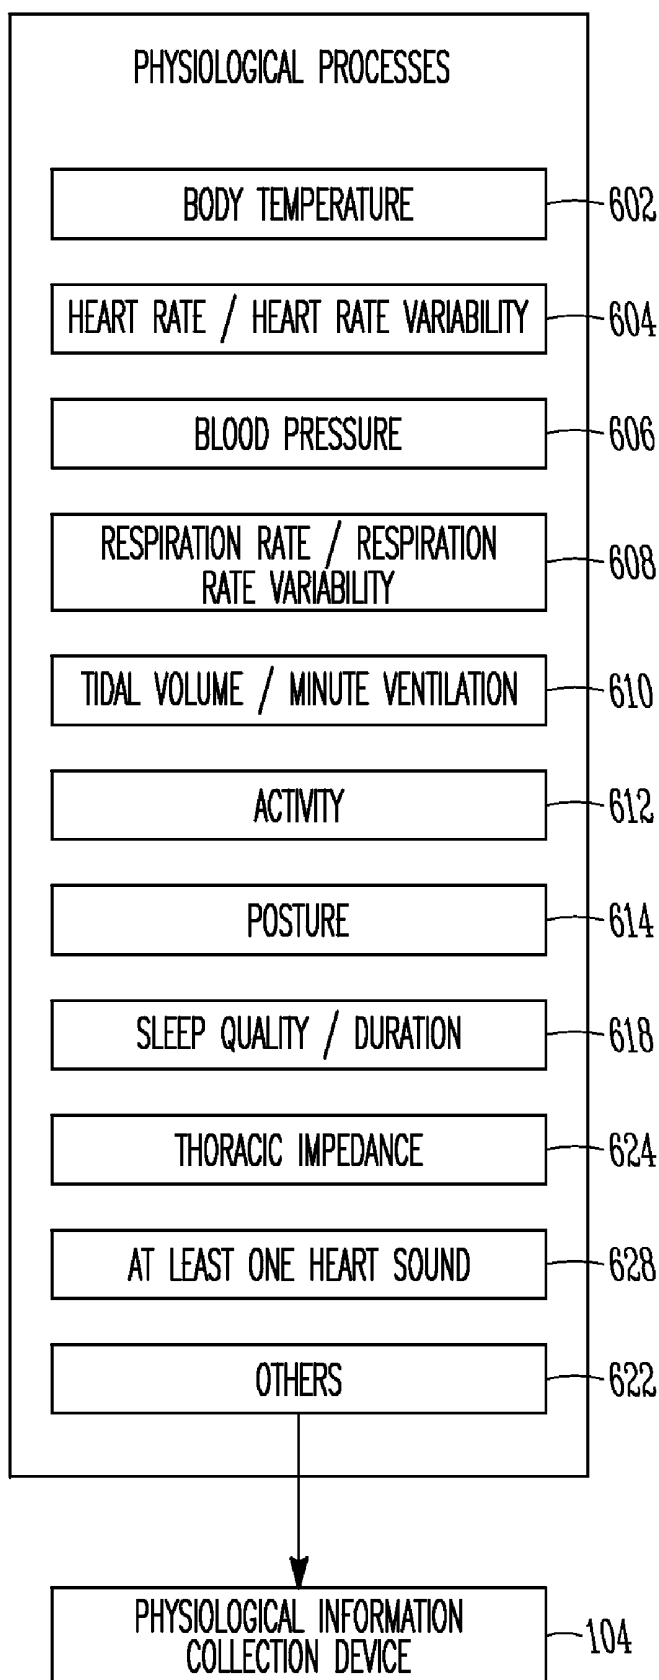 PHYSIOLOGICAL PROCESSES
BODY TEMPERATURE 602
HEART RATE / HEART RATE VARIABILITY 604
BLOOD PRESSURE 606
RESPIRATION RATE / RESPIRATION
RATE VARIABILITY 608
TIDAL VOLUME / MINUTE VENTILATION 610
ACTIVITY 612
POSTURE 614
SLEEP QUALITY / DURATION 618
THORACIC IMPEDANCE 624
AT LEAST ONE HEART SOUND 628
OTHERS 622
PHYSIOLOGICAL INFORMATION
COLLECTION DEVICE 104